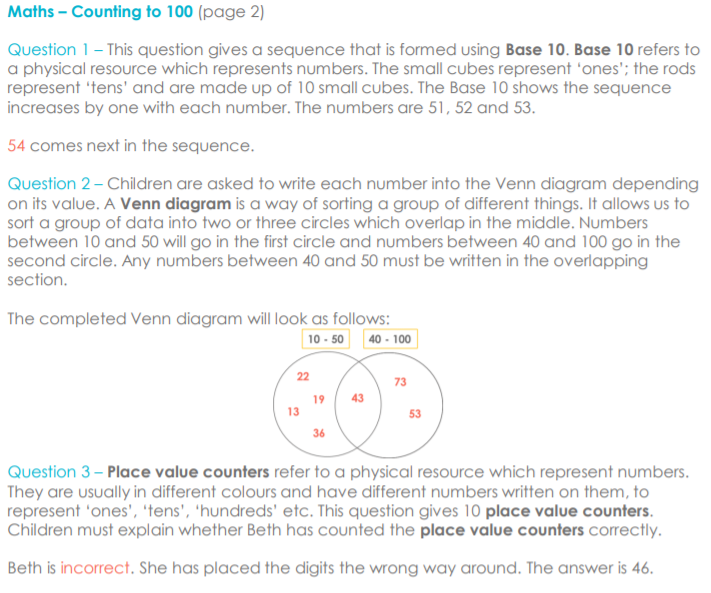 Maths – Counting to 100 (page 2)
Question 1 – This question gives a sequence that is formed using Base 10. Base 10 refers to
a physical resource which represents numbers. The small cubes represent ‘ones’; the rods
represent ‘tens’ and are made up of 10 small cubes. The Base 10 shows the sequence
increases by one with each number. The numbers are 51, 52 and 53.
54 comes next in the sequence.
Question 2 – Children are asked to write each number into the Venn diagram depending
on its value. A Venn diagram is a way of sorting a group of different things. It allows us to
sort a group of data into two or three circles which overlap in the middle. Numbers
between 10 and 50 will go in the first circle and numbers between 40 and 100 go in the
second circle. Any numbers between 40 and 50 must be written in the overlapping
section.
The completed Venn diagram will look as follows:
10 - 50 40 - 100
22
73
19 43
13 53
36
Question 3 – Place value counters refer to a physical resource which represent numbers.
They are usually in different colours and have different numbers written on them, to
represent ‘ones’, ‘tens’, ‘hundreds’ etc. This question gives 10 place value counters.
Children must explain whether Beth has counted the place value counters correctly.
Beth is incorrect. She has placed the digits the wrong way around. The answer is 46.